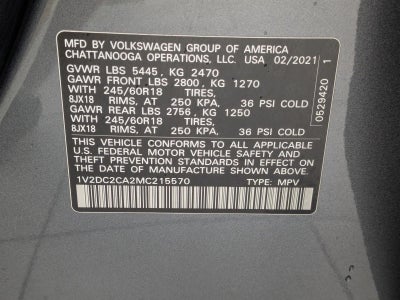 MFD BY VOLKSWAGEN GROUP OF AMERICA
CHATTANOOGA OPERATIONS, LLC. USA 02/2021
GVWR LBS 5445, KG 2470
GAWR FRONT LBS 2800, KG 1270
WITH 245/60R18 TIRES,
8JX18 RIMS, AT 250 KPA, 36 PSI COLD
GAWR REAR LBS 2756, KG 1250
WITH 245/60R18 TIRES,
8JX18 RIMS, AT 250 KPA, 36 PSI COLD
THIS VEHICLE CONFORMS TO ALL APPLICABLE
U.S. FEDERAL MOTOR VEHICLE SAFETY AND
THEFT PREVENTION STANDARDS IN EFFECT ON
THE DATE OF MANUFACTURE SHOWN ABOVE.
1V2DC2CA2MC215570 TYPE: MPV
0529420 1